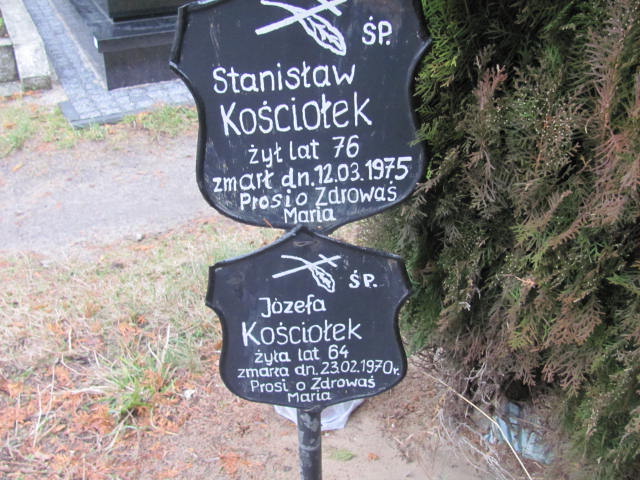 ŚP.
Stanisław
Kościołek
żył lat 76
zmarł dn. 12.03.1975
Prosi o Zdrowaś
Maria
ŚP.
Józefa
Kościołek
żyła lat 64
zmarła dn. 23.02.1970r.
Prosi o Zdrowaś
Maria